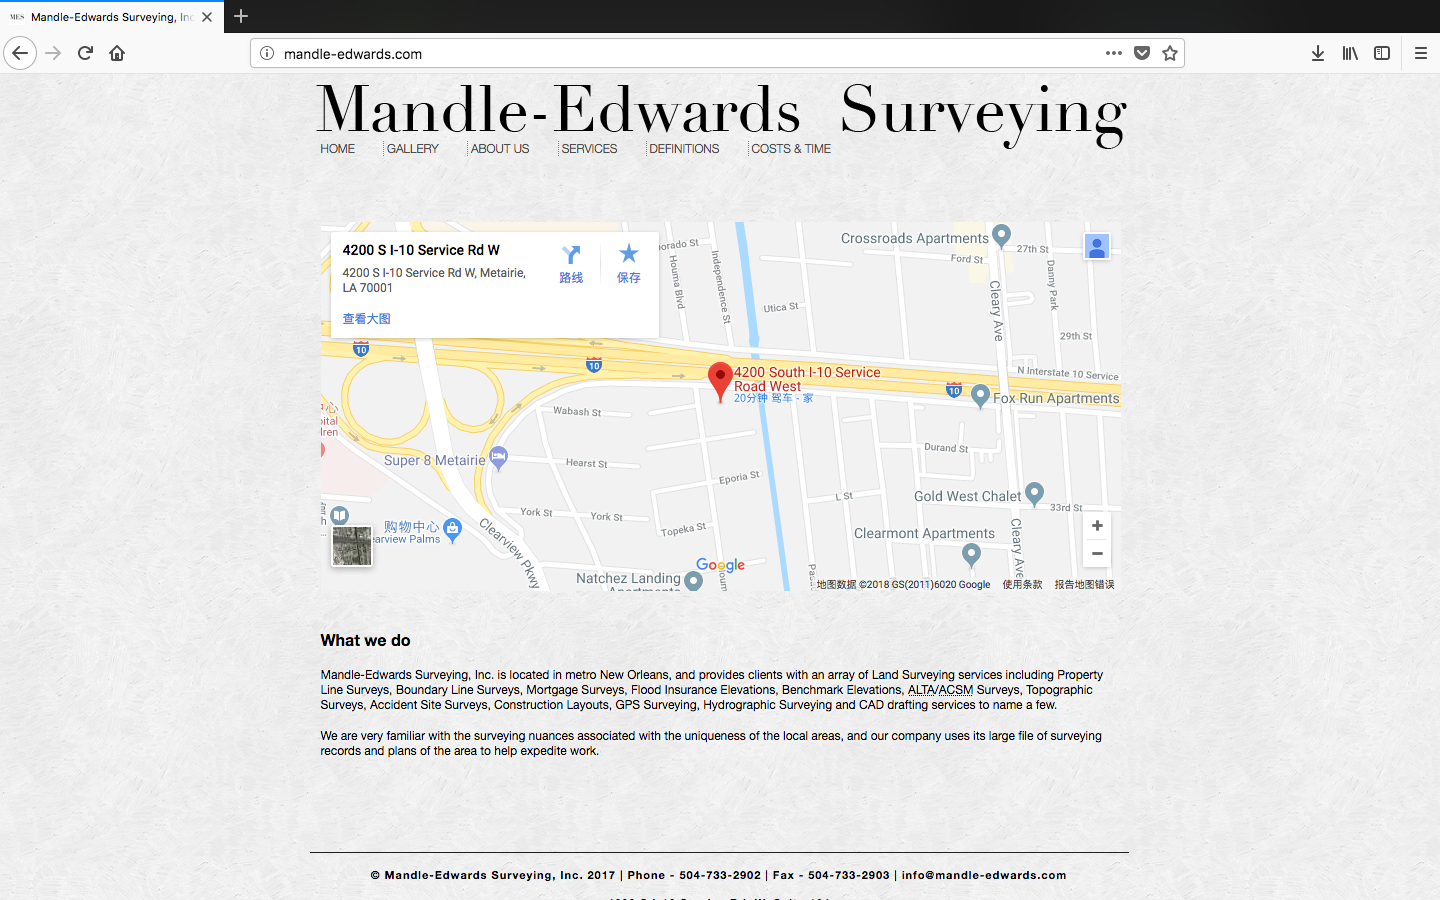 MES Mandle-Edwards Surveying, Inc
mandle-edwards.com
Mandle-Edwards Surveying
HOME GALLERY ABOUT US SERVICES DEFINITIONS COSTS & TIME
4200 S I-10 Service Rd W
4200 S I-10 Service Rd W, Metairie,
LA 70001
路线 保存
查看大图
Houma Blvd
Independence St
Utica St
Crossroads Apartments
27th St
Ford St
Danny Park
Cleary Ave
29th St
10
10
10
N Interstate 10 Service
4200 South I-10 Service
Road West
20分钟 驾车 - 家
Fox Run Apartments
Wabash St
Super 8 Metairie
Hearst St
Durand St
Eporia St
L St
Gold West Chalet
33rd St
York St
York St
Topeka St
购物中心
earview Palms
Clearview Pkwy
Clearmont Apartments
Cleary Ave
Natchez Landing
Apartments
Google
地图数据 ©2018 GS(2011)6020 Google 使用条款 报告地图错误
What we do
Mandle-Edwards Surveying, Inc. is located in metro New Orleans, and provides clients with an array of Land Surveying services including Property
Line Surveys, Boundary Line Surveys, Mortgage Surveys, Flood Insurance Elevations, Benchmark Elevations, ALTA/ACSM Surveys, Topographic
Surveys, Accident Site Surveys, Construction Layouts, GPS Surveying, Hydrographic Surveying and CAD drafting services to name a few.
We are very familiar with the surveying nuances associated with the uniqueness of the local areas, and our company uses its large file of surveying
records and plans of the area to help expedite work.
© Mandle-Edwards Surveying, Inc. 2017 | Phone - 504-733-2902 | Fax - 504-733-2903 | info@mandle-edwards.com